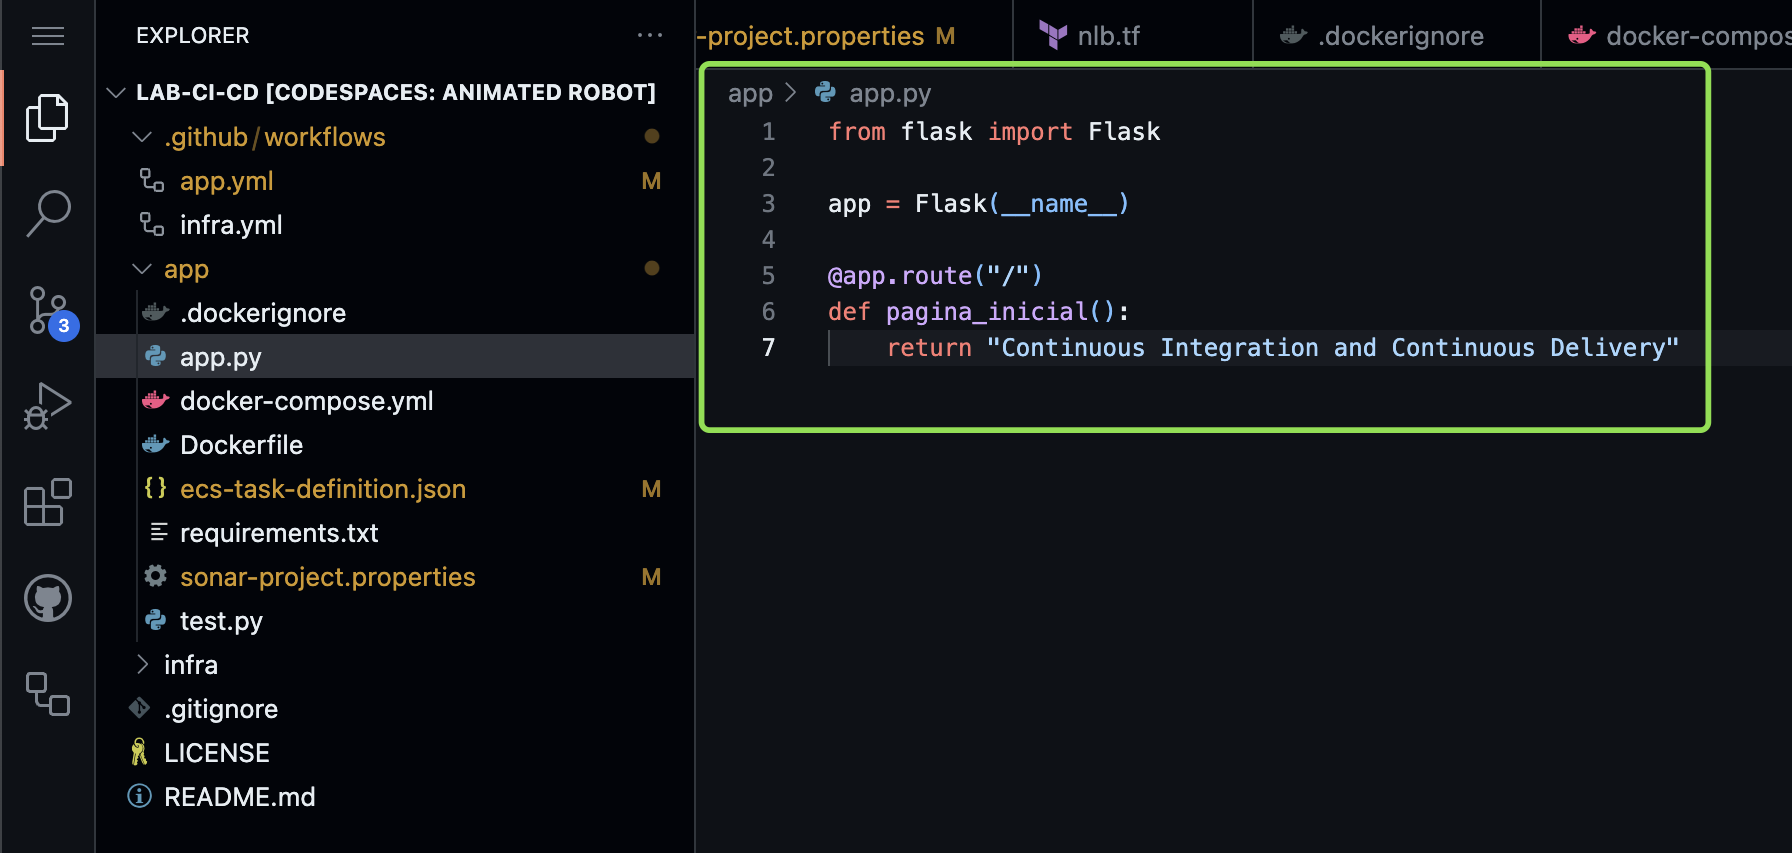 EXPLORER
LAB-CI-CD [CODESPACES: ANIMATED ROBOT]
.github/workflows
app.yml M
infra.yml
app
.dockerignore
app.py
docker-compose.yml
Dockerfile
{} ecs-task-definition.json M
requirements.txt
sonar-project.properties M
test.py
infra
.gitignore
LICENSE
README.md
3
-project.properties M
nlb.tf
.dockerignore
docker-compos
app > app.py
1 from flask import Flask
2
3 app = Flask(__name__)
4
5 @app.route("/")
6 def pagina_inicial():
7 return "Continuous Integration and Continuous Delivery"